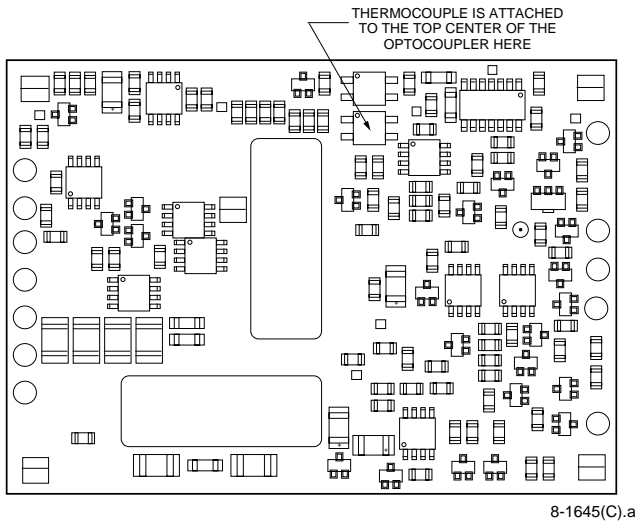 THERMOCOUPLE IS ATTACHED
TO THE TOP CENTER OF THE
OPTOCOUPLER HERE
8-1645(C).a